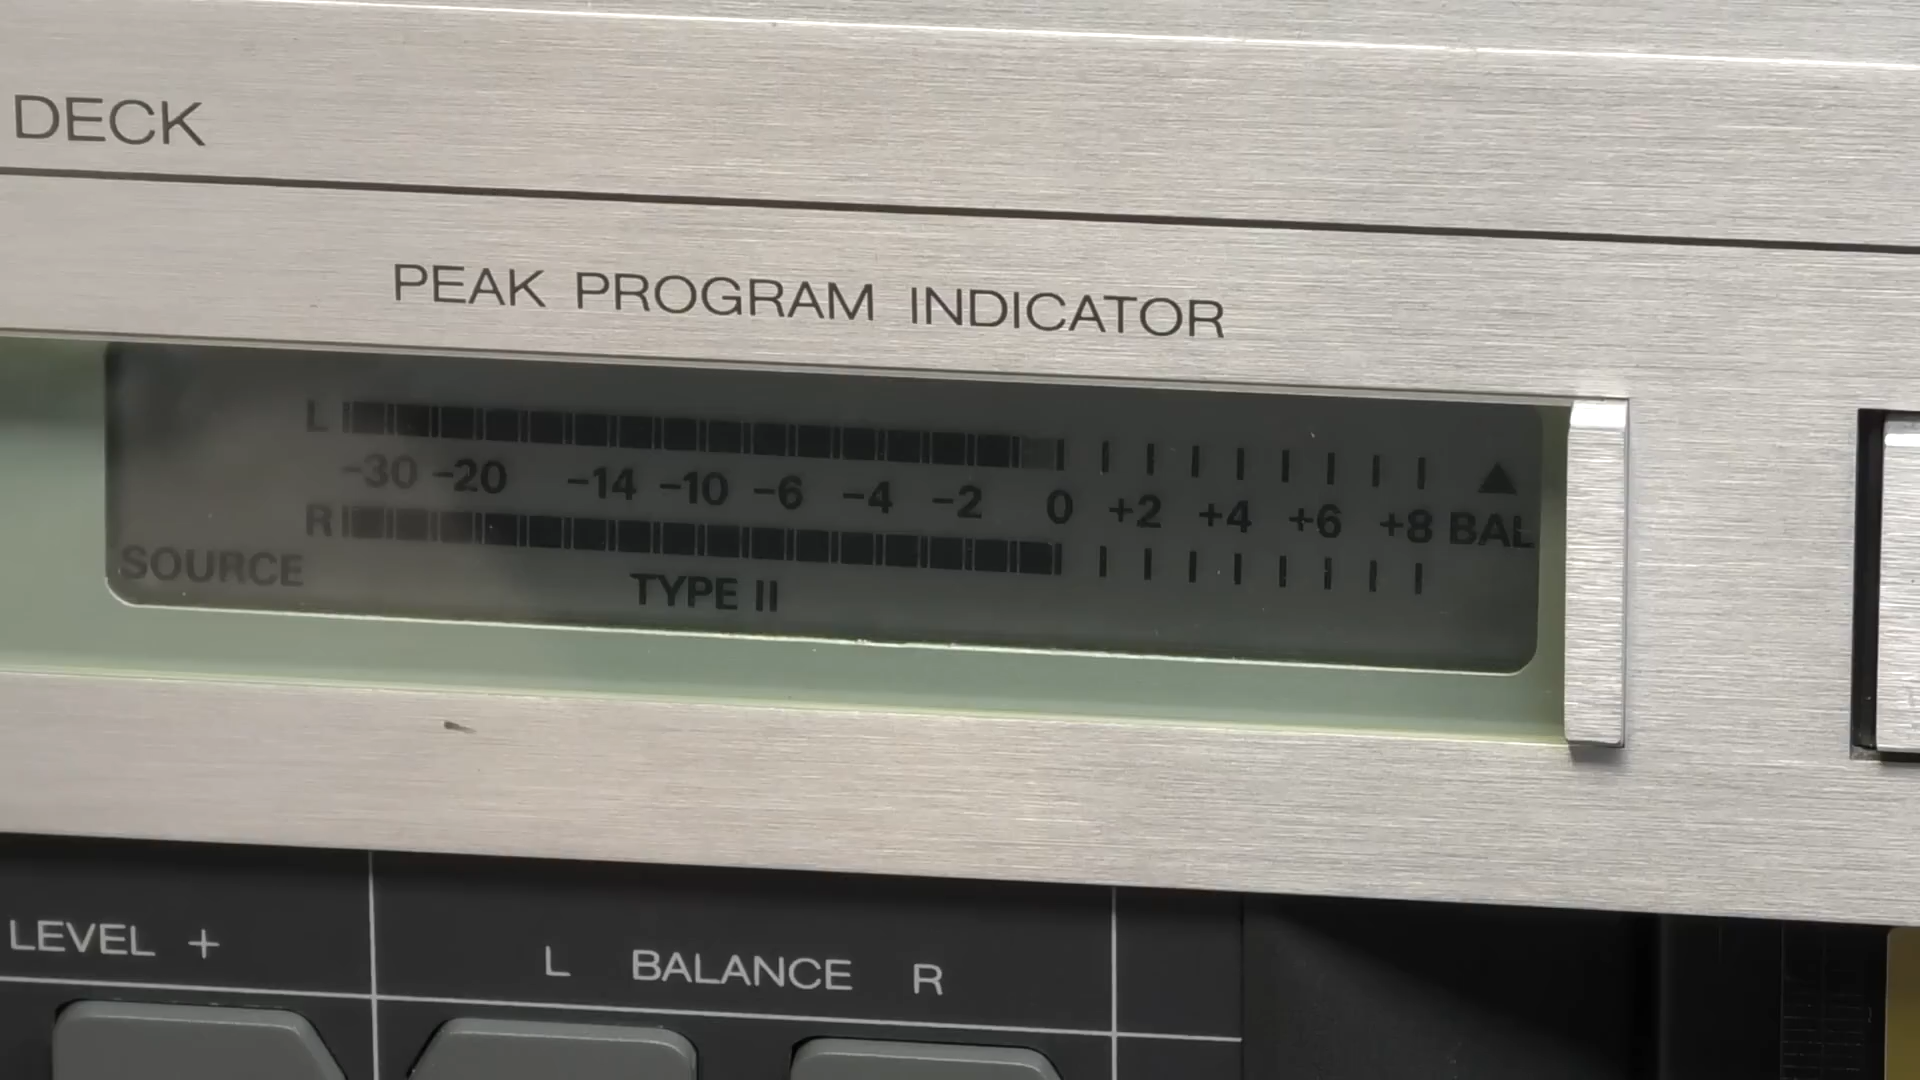 DECK
PEAK PROGRAM INDICATOR
L
-30 -20 -14 -10 -6 -4 -2 0 +2 +4 +6 +8 BAL
R
SOURCE TYPE II
LEVEL + L BALANCE R